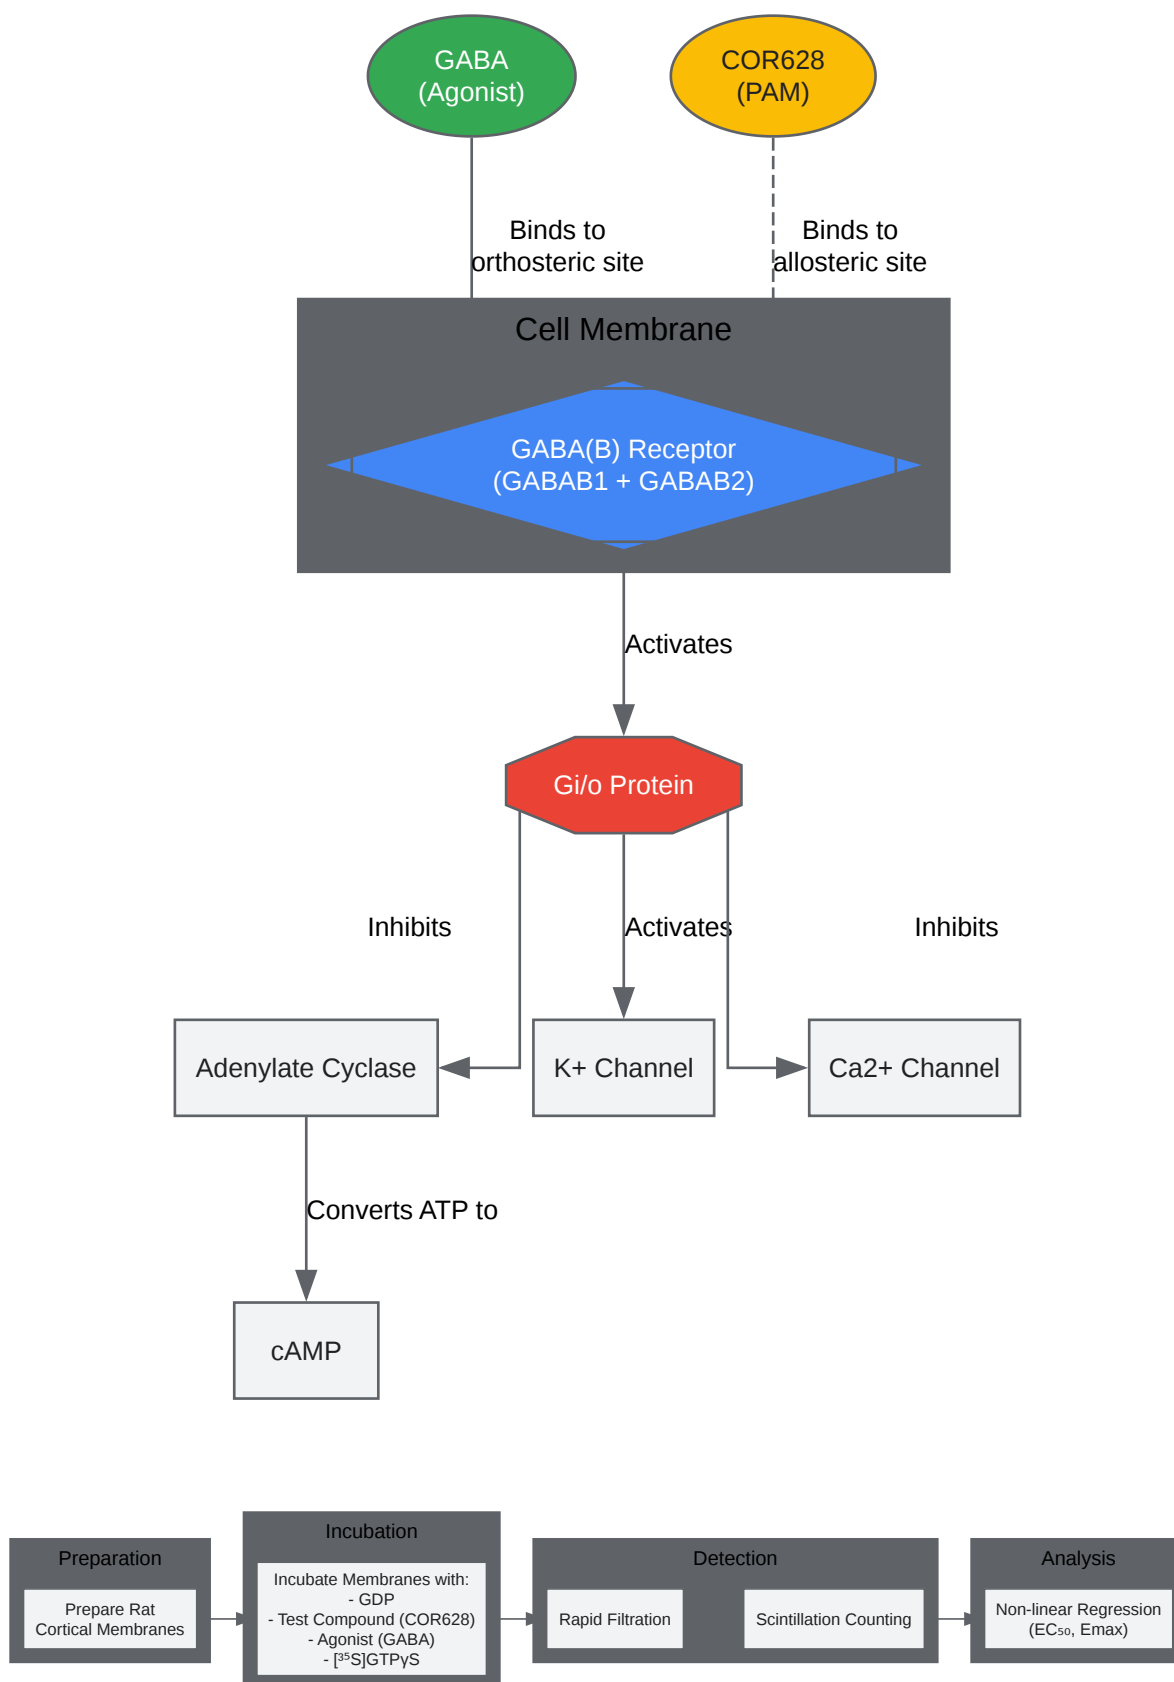 GABA
(Agonist)
COR628
(PAM)
Binds to
orthosteric site
Binds to
allosteric site
Cell Membrane
GABA(B) Receptor
(GABAB1 + GABAB2)
Activates
Gi/o Protein
Inhibits
Activates
Inhibits
Adenylate Cyclase
K+ Channel
Ca2+ Channel
Converts ATP to
cAMP
Preparation
Prepare Rat
Cortical Membranes
Incubation
Incubate Membranes with:
- GDP
- Test Compound (COR628)
- Agonist (GABA)
- [³⁵S]GTPγS
Detection
Rapid Filtration
Scintillation Counting
Analysis
Non-linear Regression
(EC₅₀, Emax)